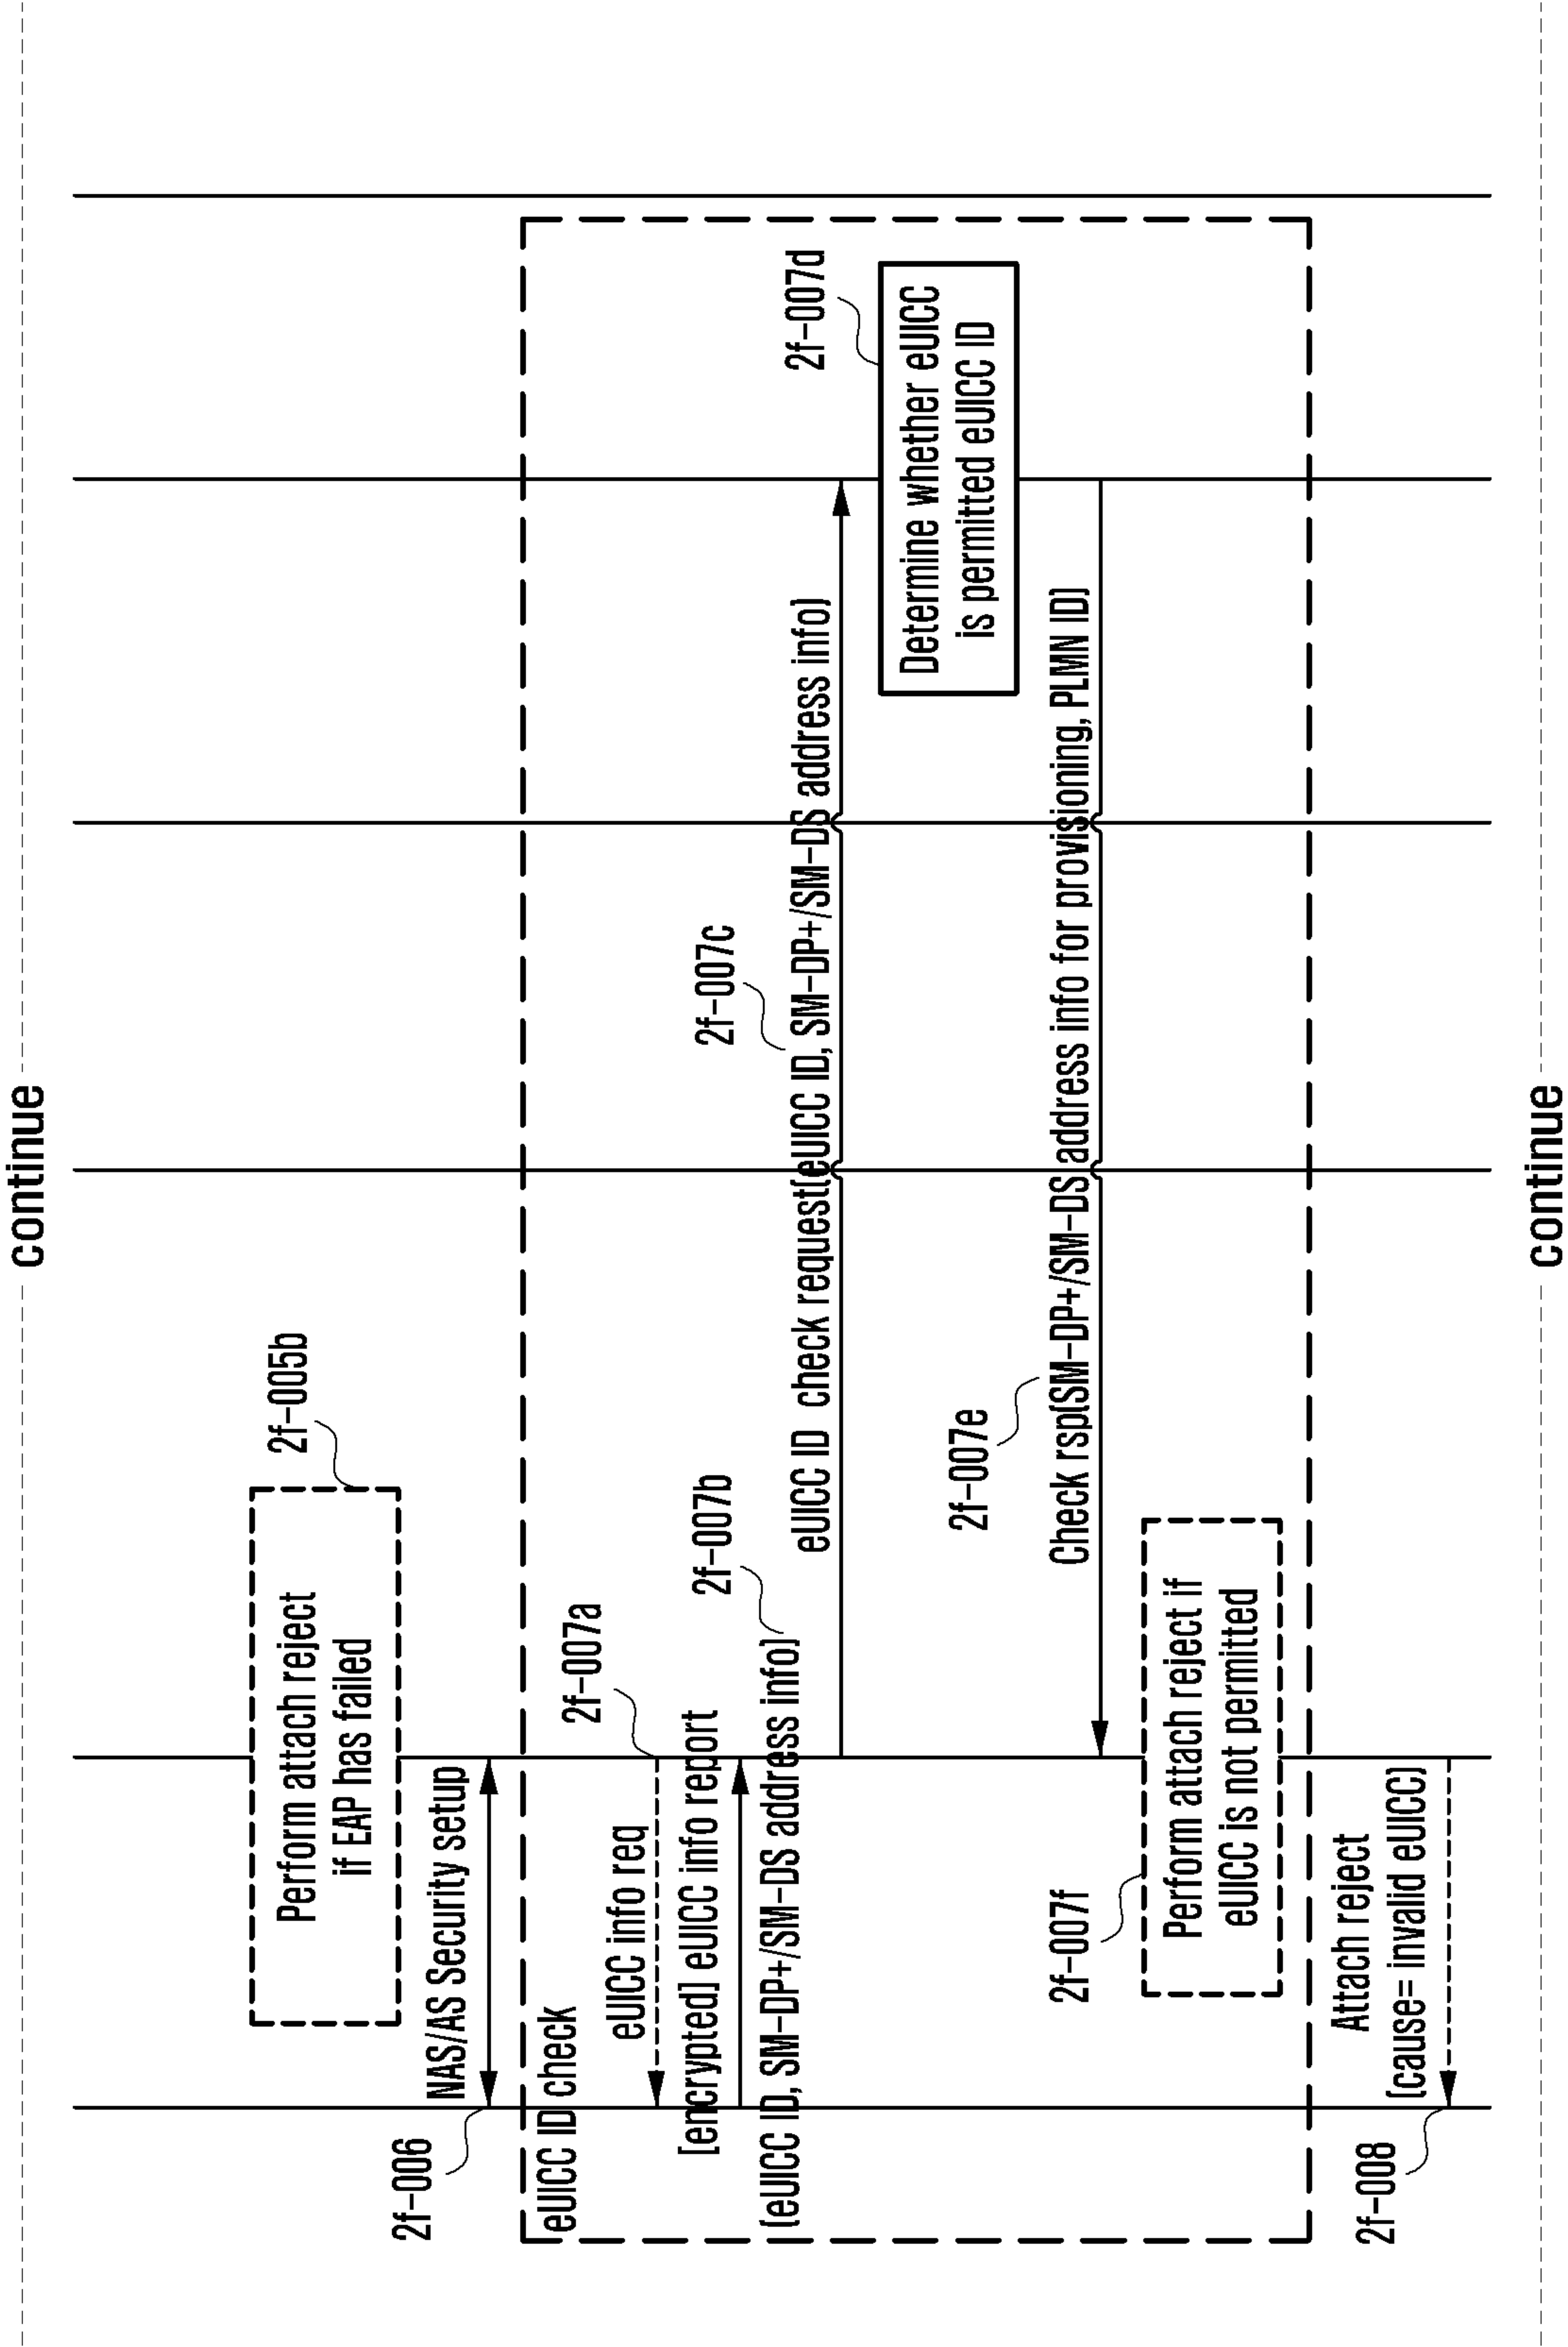 continue
2f-005b
Perform attach reject
if EAP has failed
2f-006
NAS/AS Security setup
eUICC ID check
2f-007a
eUICC info req
2f-007b
[encrypted] eUICC info report
(eUICC ID, SM-DP+/SM-DS address info)
2f-007c
eUICC ID check request(eUICC ID, SM-DP+/SM-DS address info)
2f-007d
Determine whether eUICC
is permitted eUICC ID
2f-007e
Check rsp(SM-DP+/SM-DS address info for provisioning, PLMN ID)
2f-007f
Perform attach reject if
eUICC is not permitted
2f-008
Attach reject
(cause= invalid eUICC)
continue